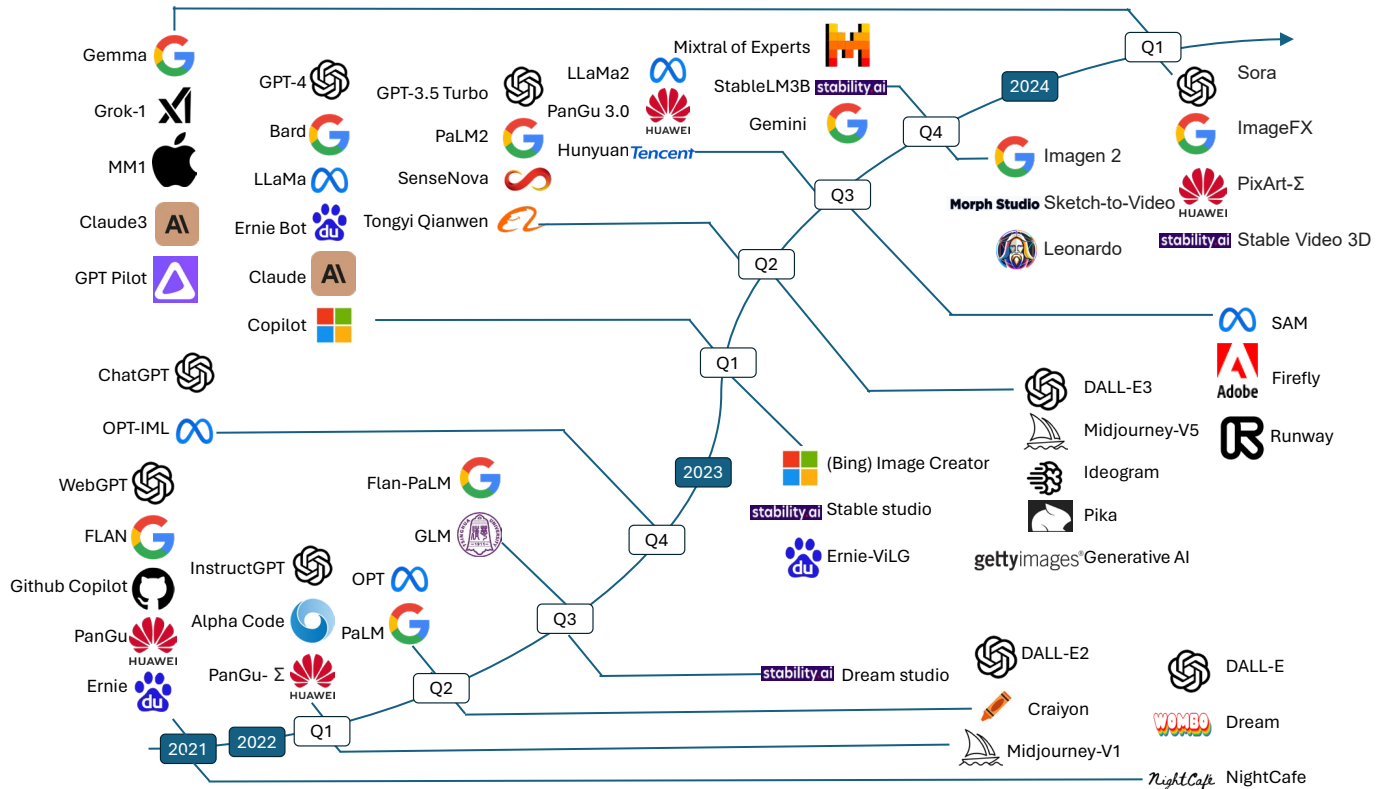 Gemma
Grok-1
MM1
Claude3
GPT Pilot
GPT-4
Bard
LLaMa
Ernie Bot
du
Claude
Copilot
GPT-3.5 Turbo
PaLM2
SenseNova
Tongyi Qianwen
LLaMa2
PanGu 3.0
HUAWEI
Hunyuan Tencent
Mixtral of Experts
StableLM3B stability ai
Gemini
Q1
2024
Q4
Q3
Q2
Q1
2023
Q4
Q3
Q2
Q1
2022
2021
Sora
ImageFX
PixArt-Σ
HUAWEI
stability ai Stable Video 3D
Imagen 2
Morph Studio Sketch-to-Video
Leonardo
SAM
Adobe
Firefly
Runway
DALL-E3
Midjourney-V5
Ideogram
Pika
gettyimages® Generative AI
(Bing) Image Creator
stability ai Stable studio
du
Ernie-ViLG
ChatGPT
OPT-IML
WebGPT
FLAN
Github Copilot
PanGu
HUAWEI
Ernie
du
InstructGPT
Alpha Code
PanGu- Σ
HUAWEI
OPT
PaLM
Flan-PaLM
GLM
stability ai Dream studio
DALL-E2
Craiyon
Midjourney-V1
DALL-E
WOMBO
Dream
NightCafé NightCafe